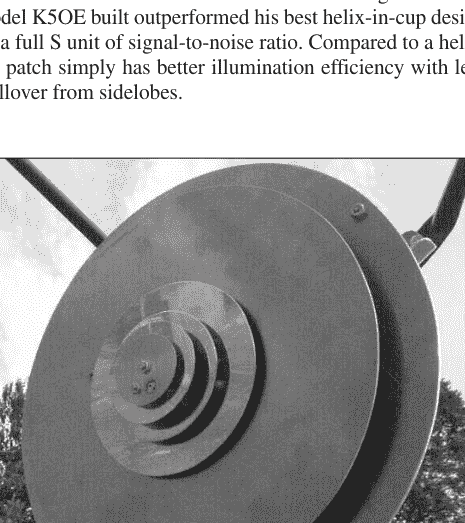 del K5OE built outperformed his best helix-in-cup desi
a full S unit of signal-to-noise ratio. Compared to a hel
patch simply has better illumination efficiency with le
llover from sidelobes.